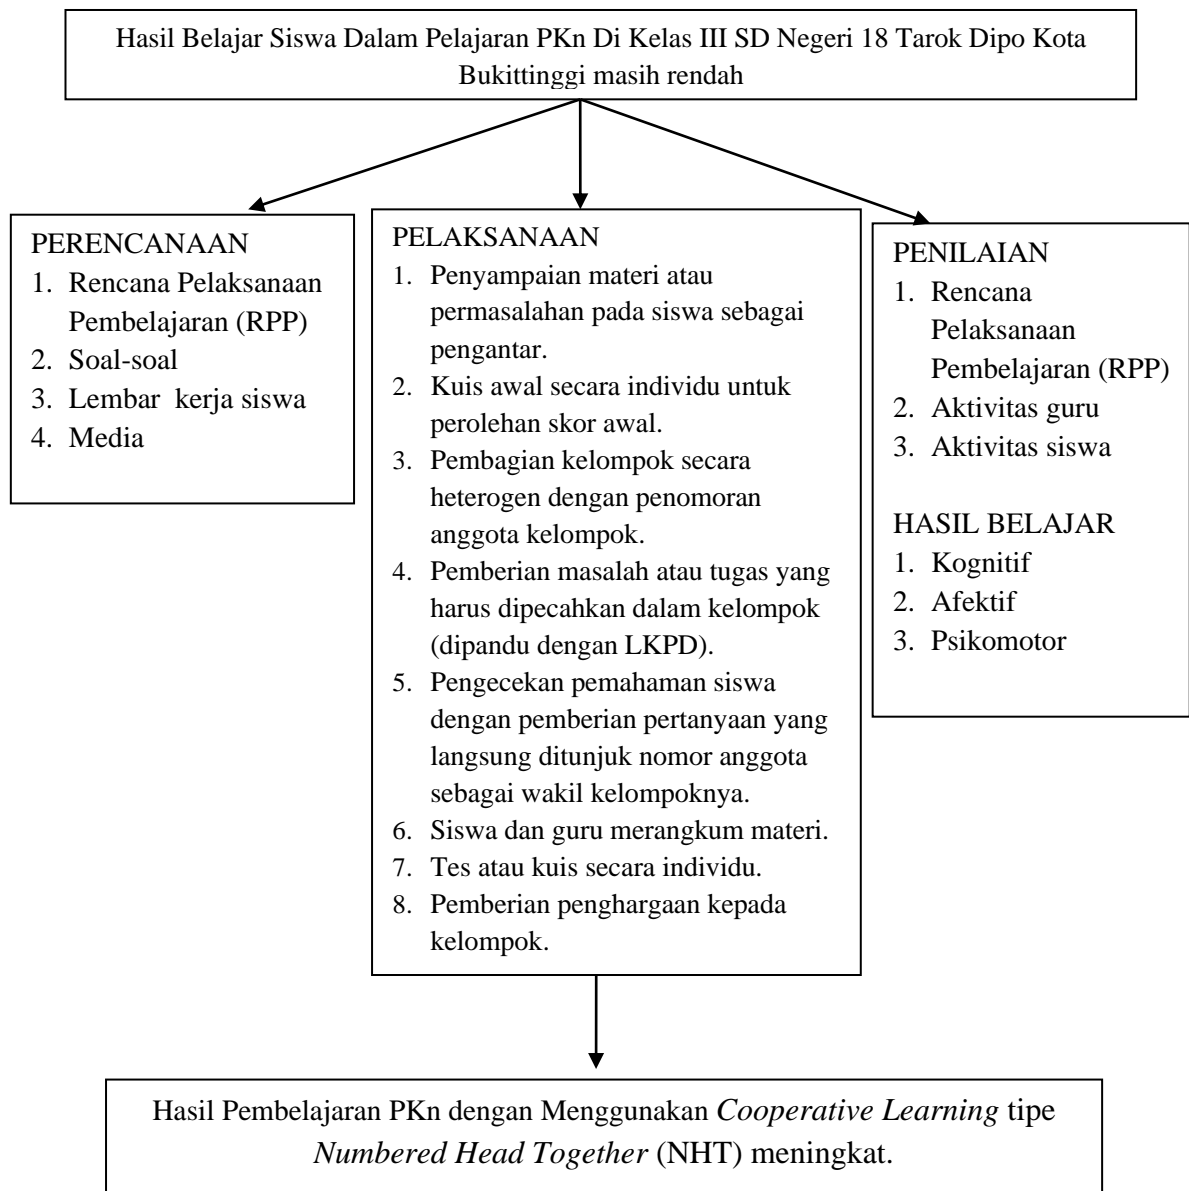 Hasil Belajar Siswa Dalam Pelajaran PKn Di Kelas III SD Negeri 18 Tarok Dipo Kota
Bukittinggi masih rendah
PERENCANAAN
1. Rencana Pelaksanaan
Pembelajaran (RPP)
2. Soal-soal
3. Lembar kerja siswa
4. Media
PELAKSANAAN
1. Penyampaian materi atau
permasalahan pada siswa sebagai
pengantar.
2. Kuis awal secara individu untuk
perolehan skor awal.
3. Pembagian kelompok secara
heterogen dengan penomoran
anggota kelompok.
4. Pemberian masalah atau tugas yang
harus dipecahkan dalam kelompok
(dipandu dengan LKPD).
5. Pengecekan pemahaman siswa
dengan pemberian pertanyaan yang
langsung ditunjuk nomor anggota
sebagai wakil kelompoknya.
6. Siswa dan guru merangkum materi.
7. Tes atau kuis secara individu.
8. Pemberian penghargaan kepada
kelompok.
PENILAIAN
1. Rencana
Pelaksanaan
Pembelajaran (RPP)
2. Aktivitas guru
3. Aktivitas siswa
HASIL BELAJAR
1. Kognitif
2. Afektif
3. Psikomotor
Hasil Pembelajaran PKn dengan Menggunakan Cooperative Learning tipe
Numbered Head Together (NHT) meningkat.